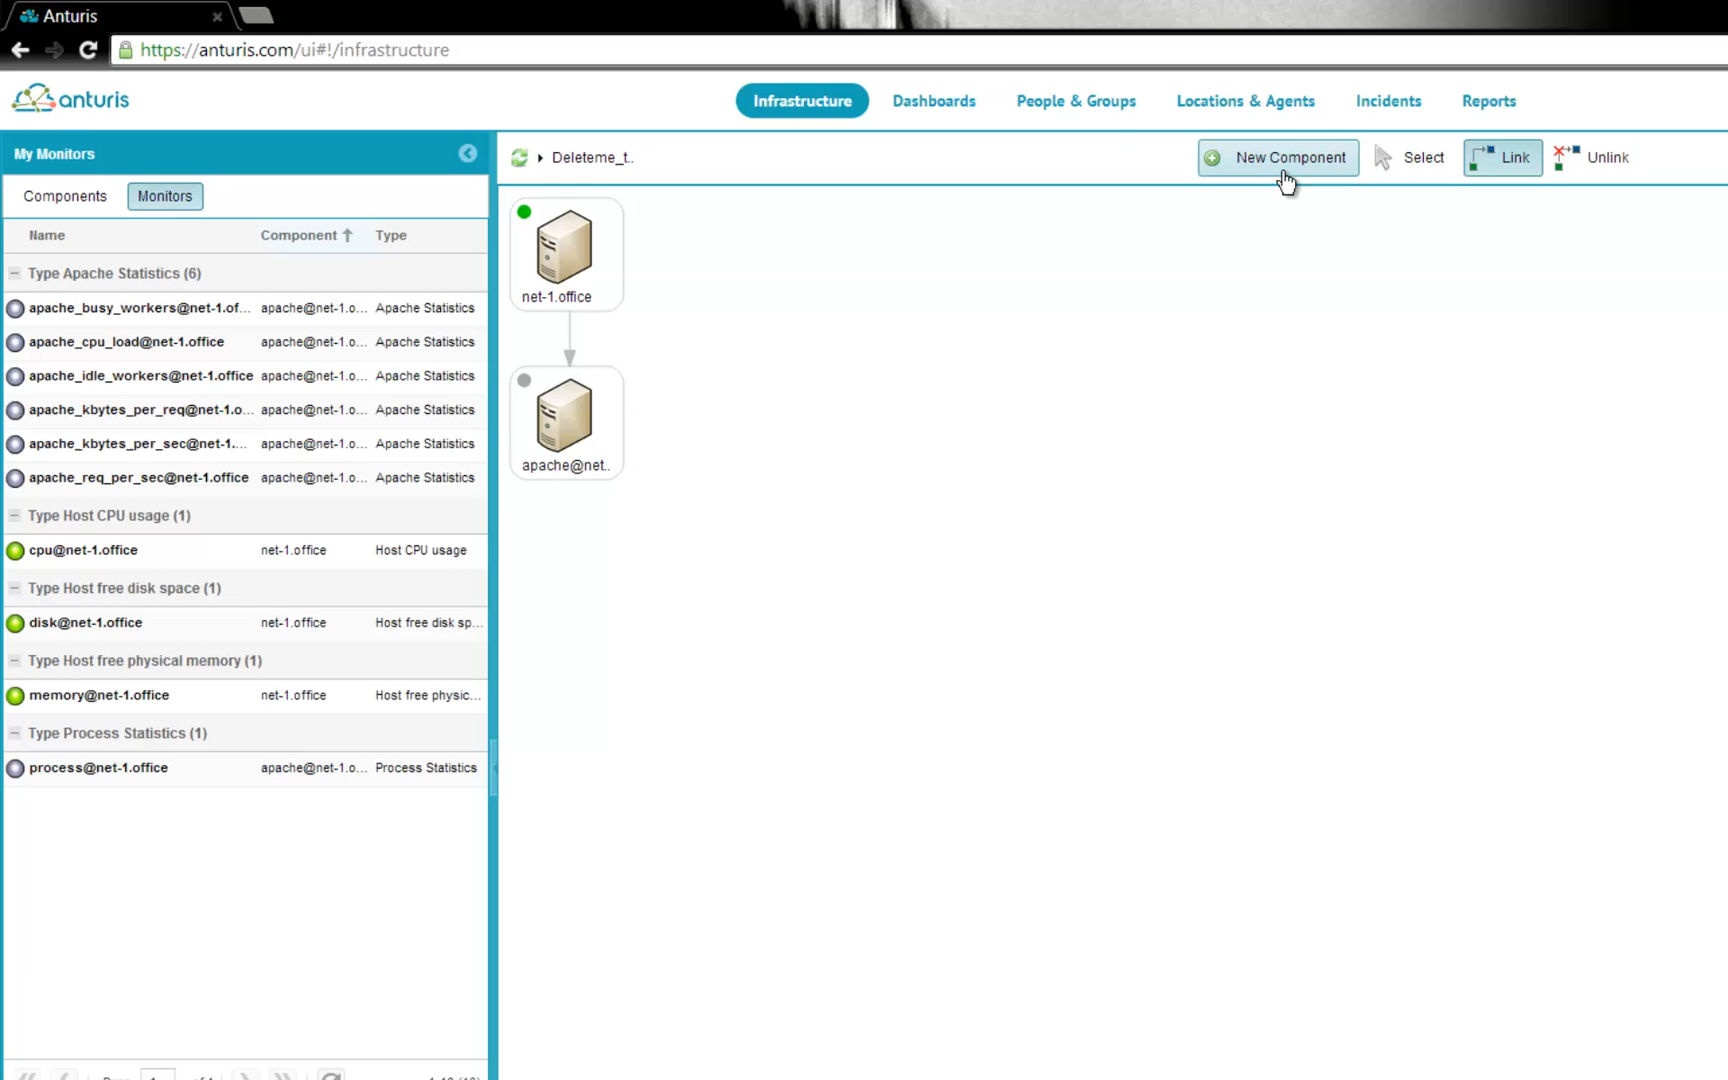 Anturis
https://anturis.com/ui#!/infrastructure
anturis
Infrastructure Dashboards People & Groups Locations & Agents Incidents Reports
My Monitors
Deleteme_t..
New Component Select Link Unlink
Components Monitors
Name Component Type
Type Apache Statistics (6)
apache_busy_workers@net-1.of... apache@net-1.o... Apache Statistics
apache_cpu_load@net-1.office apache@net-1.o... Apache Statistics
apache_idle_workers@net-1.office apache@net-1.o... Apache Statistics
apache_kbytes_per_req@net-1.o... apache@net-1.o... Apache Statistics
apache_kbytes_per_sec@net-1.... apache@net-1.o... Apache Statistics
apache_req_per_sec@net-1.office apache@net-1.o... Apache Statistics
Type Host CPU usage (1)
cpu@net-1.office net-1.office Host CPU usage
Type Host free disk space (1)
disk@net-1.office net-1.office Host free disk sp...
Type Host free physical memory (1)
memory@net-1.office net-1.office Host free physic...
Type Process Statistics (1)
process@net-1.office apache@net-1.o... Process Statistics
net-1.office
apache@net..